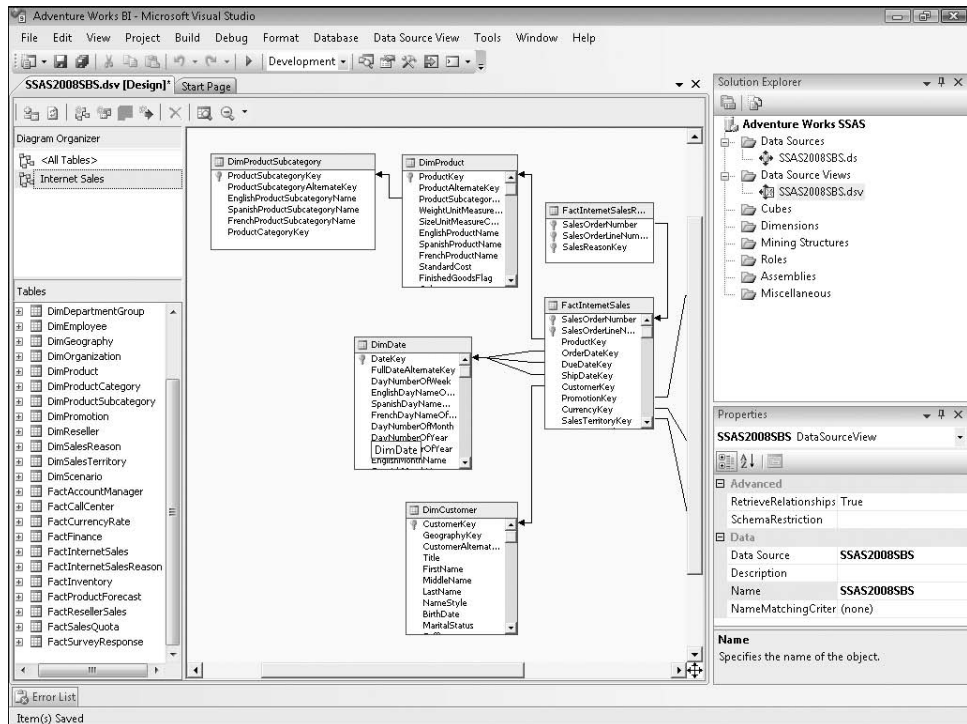 Adventure Works BI - Microsoft Visual Studio
File Edit View Project Build Debug Format Database Data Source View Tools Window Help
Development
SSAS2008SBS.dsv [Design]* Start Page
Diagram Organizer
<All Tables>
Internet Sales
Tables
DimDepartmentGroup
DimEmployee
DimGeography
DimOrganization
DimProduct
DimProductCategory
DimProductSubcategory
DimPromotion
DimReseller
DimSalesReason
DimSalesTerritory
DimScenario
FactAccountManager
FactCallCenter
FactCurrencyRate
FactFinance
FactInternetSales
FactInternetSalesReason
FactInventory
FactProductForecast
FactResellerSales
FactSalesQuota
FactSurveyResponse
DimProductSubcategory
ProductSubcategoryKey
ProductSubcategoryAlternateKey
EnglishProductSubcategoryName
SpanishProductSubcategoryName
FrenchProductSubcategoryName
ProductCategoryKey
DimProduct
ProductKey
ProductAlternateKey
ProductSubcategor...
WeightUnitMeasure...
SizeUnitMeasureC...
EnglishProductName
SpanishProductName
FrenchProductName
StandardCost
FinishedGoodsFlag
FactInternetSalesR...
SalesOrderNumber
SalesOrderLineNum...
SalesReasonKey
FactInternetSales
SalesOrderNumber
SalesOrderLineN...
ProductKey
OrderDateKey
DueDateKey
ShipDateKey
CustomerKey
PromotionKey
CurrencyKey
SalesTerritoryKey
DimDate
DateKey
FullDateAlternateKey
DayNumberOfWeek
EnglishDayNameO...
SpanishDayName...
FrenchDayNameOf...
DayNumberOfMonth
DayNumberOfYear
DimDate
rOfYear
EnglishMonthName
DimCustomer
CustomerKey
GeographyKey
CustomerAlternat...
Title
FirstName
MiddleName
LastName
NameStyle
BirthDate
MaritalStatus
Solution Explorer
Adventure Works SSAS
Data Sources
SSAS2008SBS.ds
Data Source Views
SSAS2008SBS.dsv
Cubes
Dimensions
Mining Structures
Roles
Assemblies
Miscellaneous
Properties
SSAS2008SBS DataSourceView
Advanced
RetrieveRelationships True
SchemaRestriction
Data
Data Source SSAS2008SBS
Description
Name SSAS2008SBS
NameMatchingCriter (none)
Name
Specifies the name of the object.
Error List
Item(s) Saved